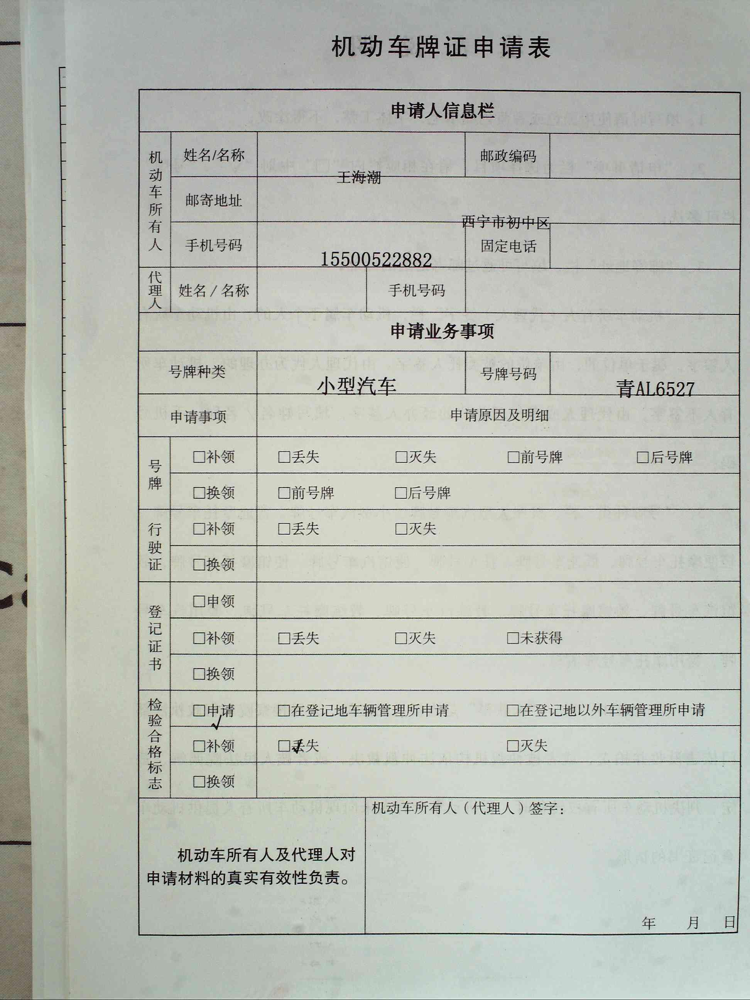 机动车牌证申请表
申请人信息栏
机动车所有人
姓名/名称
王海潮
邮政编码
邮寄地址
西宁市初中区
手机号码
15500522882
固定电话
代理人
姓名/名称
手机号码
申请业务事项
号牌种类
小型汽车
号牌号码
青AL6527
申请事项
申请原因及明细
号牌
□补领 □丢失 □灭失 □前号牌 □后号牌
□换领 □前号牌 □后号牌
行驶证
□补领 □丢失 □灭失
□换领
登记证书
□申领
□补领 □丢失 □灭失 □未获得
□换领
检验合格标志
□申请 □在登记地车辆管理所申请 □在登记地以外车辆管理所申请
√
□补领 □丢失 √ □灭失
□换领
机动车所有人及代理人对
申请材料的真实有效性负责。
机动车所有人（代理人）签字：
年 月 日